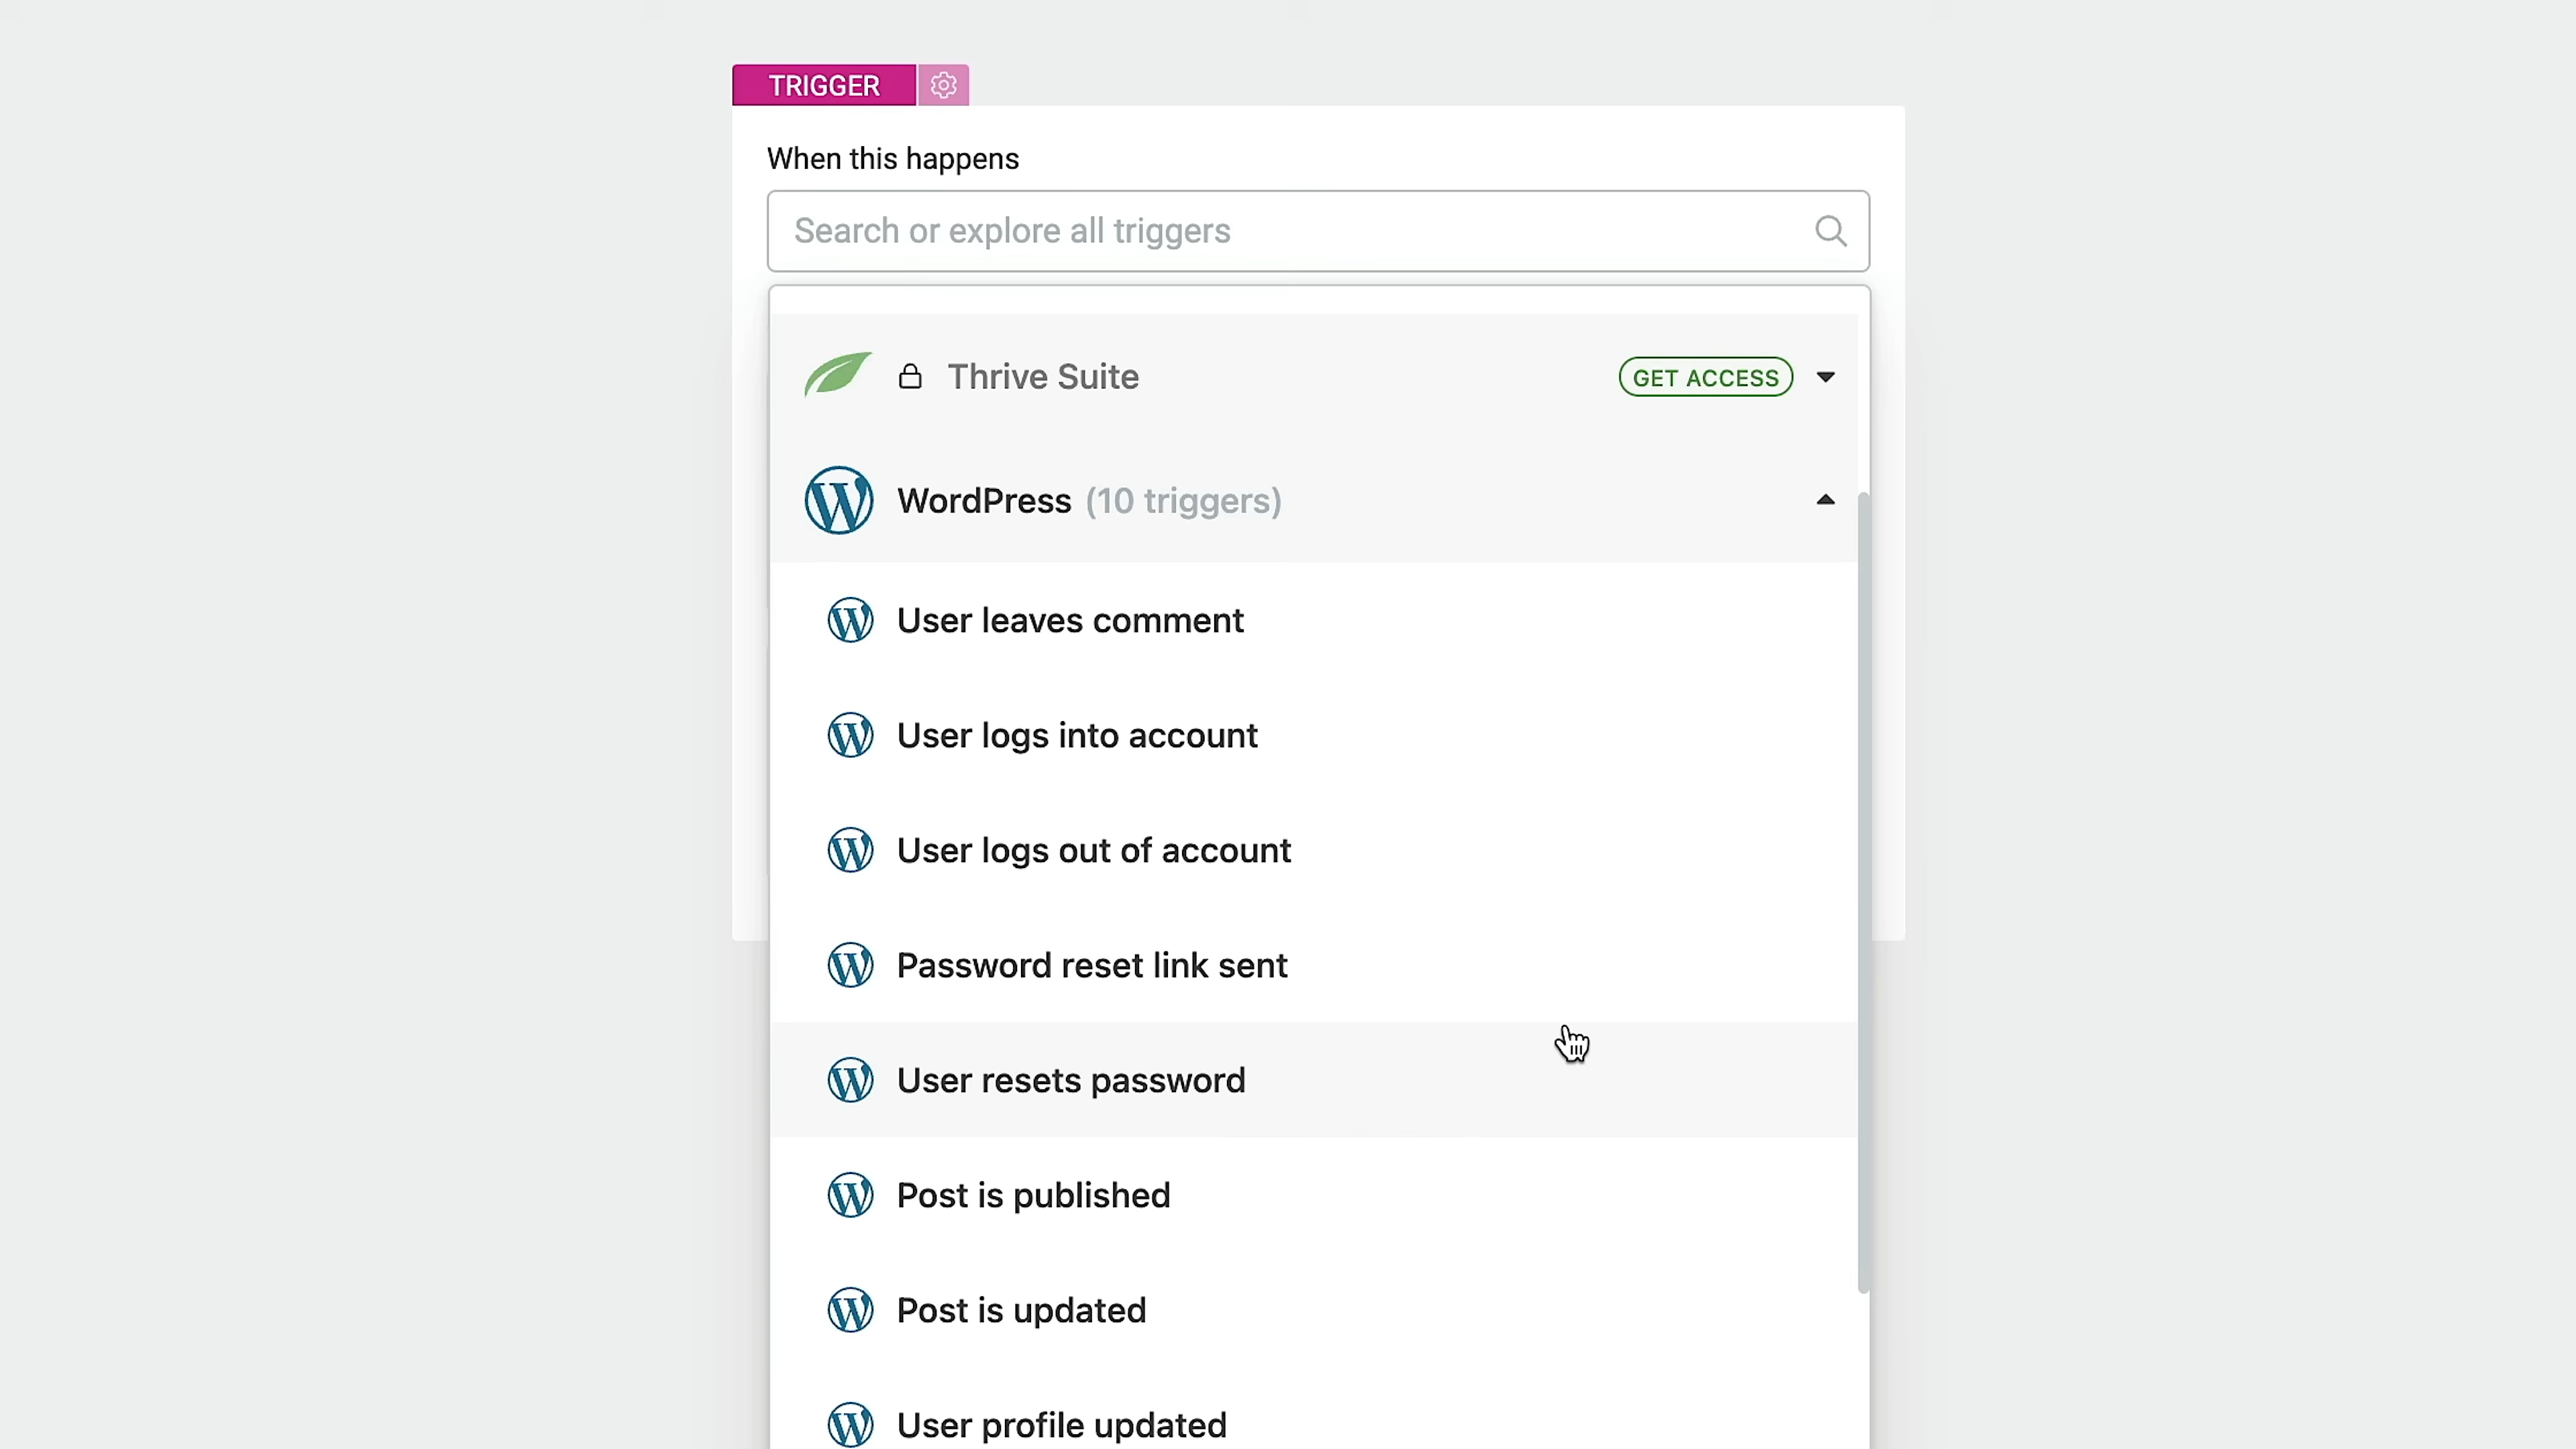 TRIGGER
When this happens
Search or explore all triggers
Thrive Suite
GET ACCESS
WordPress (10 triggers)
User leaves comment
User logs into account
User logs out of account
Password reset link sent
User resets password
Post is published
Post is updated
User profile updated